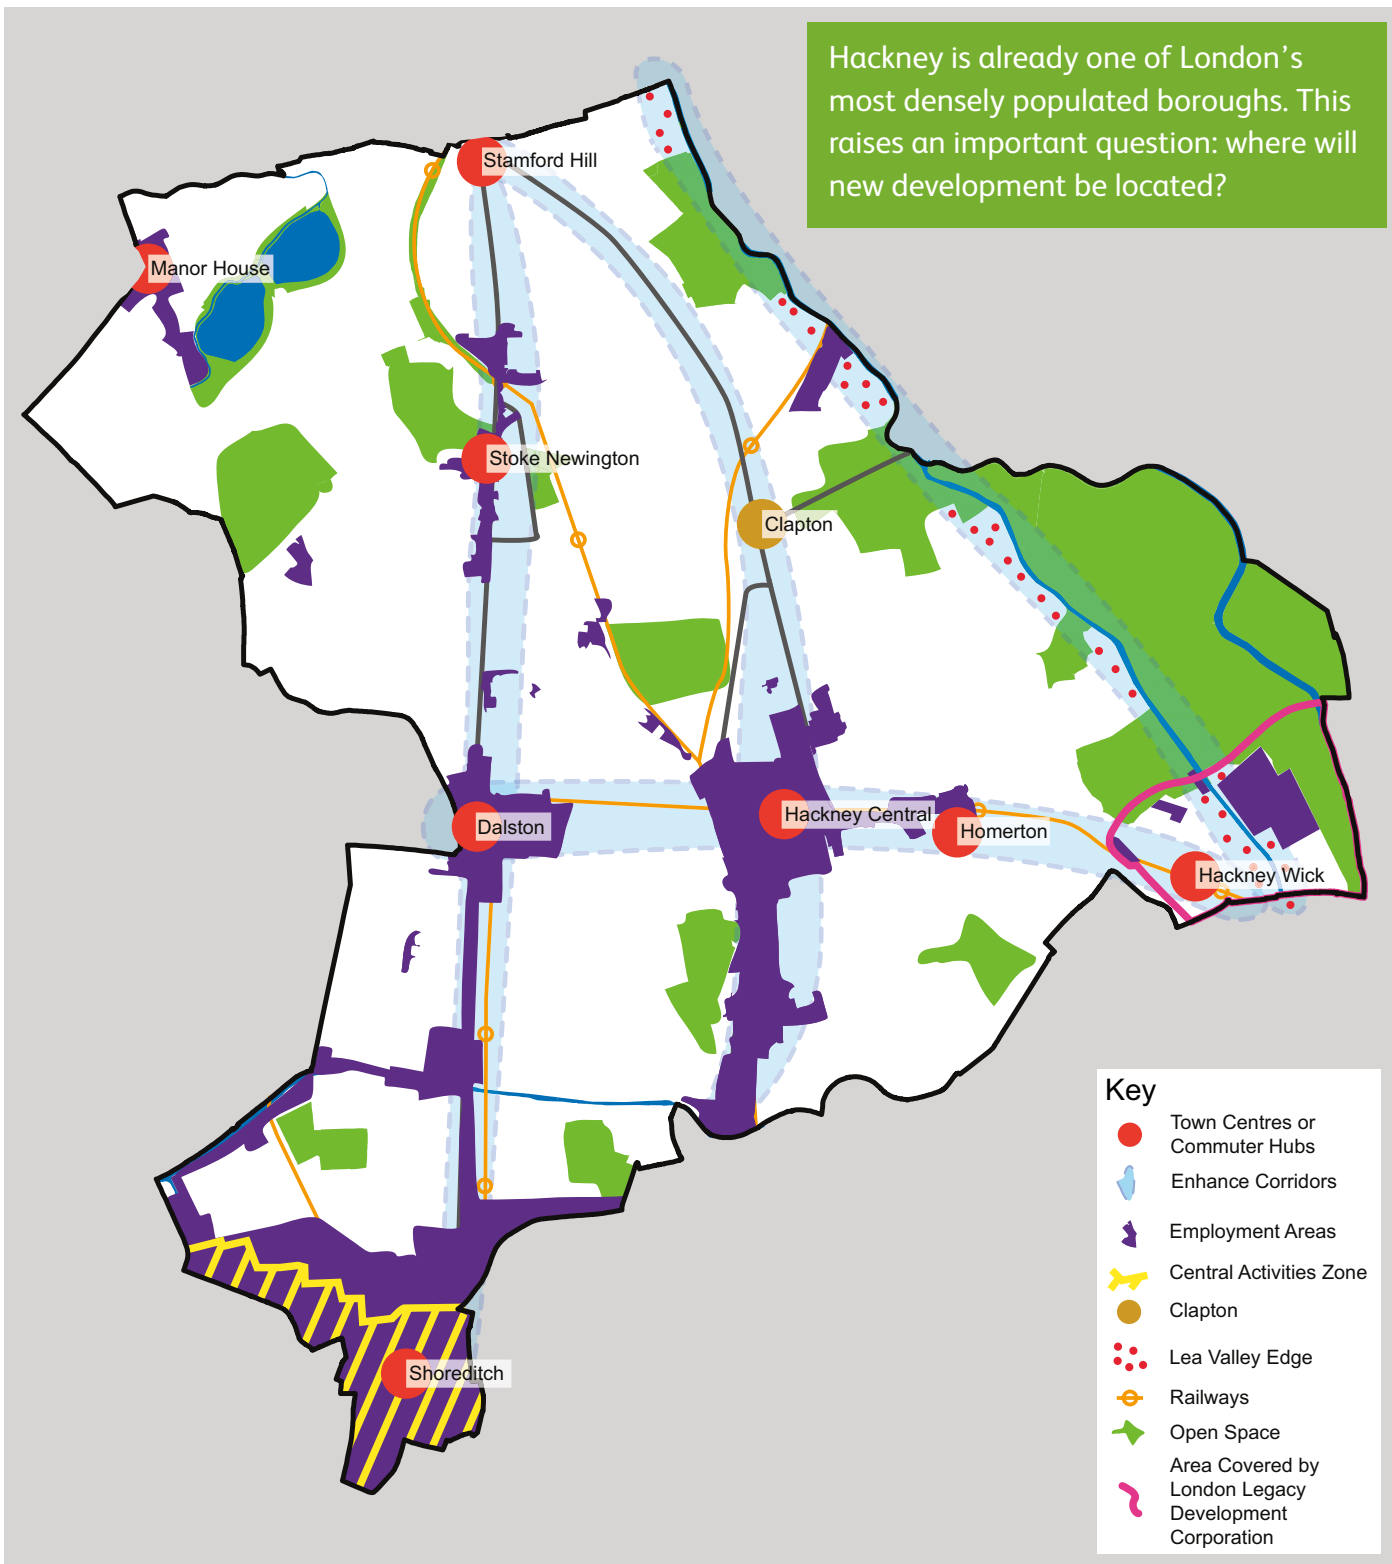 Hackney is already one of London's
most densely populated boroughs. This
raises an important question: where will
new development be located?
Stamford Hill
Manor House
Stoke Newington
Clapton
Dalston
Hackney Central
Homerton
Hackney Wick
Shoreditch
Key
Town Centres or
Commuter Hubs
Enhance Corridors
Employment Areas
Central Activities Zone
Clapton
Lea Valley Edge
Railways
Open Space
Area Covered by
London Legacy
Development
Corporation